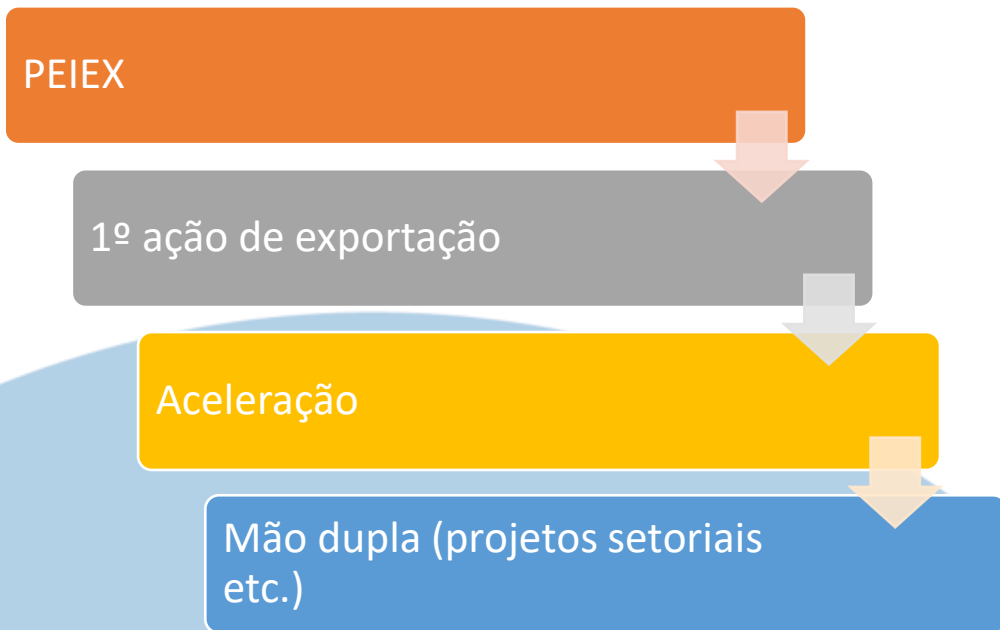 PEIEX
1º ação de exportação
Aceleração
Mão dupla (projetos setoriais
etc.)